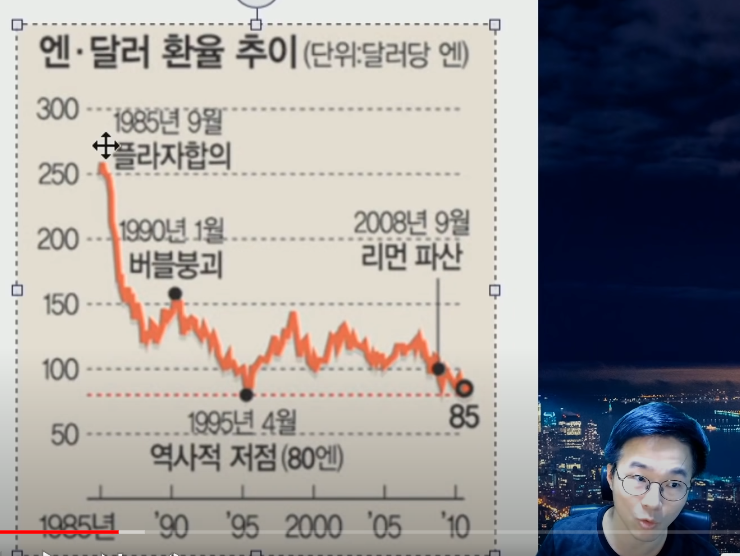 엔·달러 환율 추이 (단위:달러당 엔)
300
1985년 9월
플라자합의
250
200
1990년 1월
버블붕괴
2008년 9월
리먼 파산
150
100
85
50
1995년 4월
역사적 저점(80엔)
1985년 '90 '95 2000 '05 '10